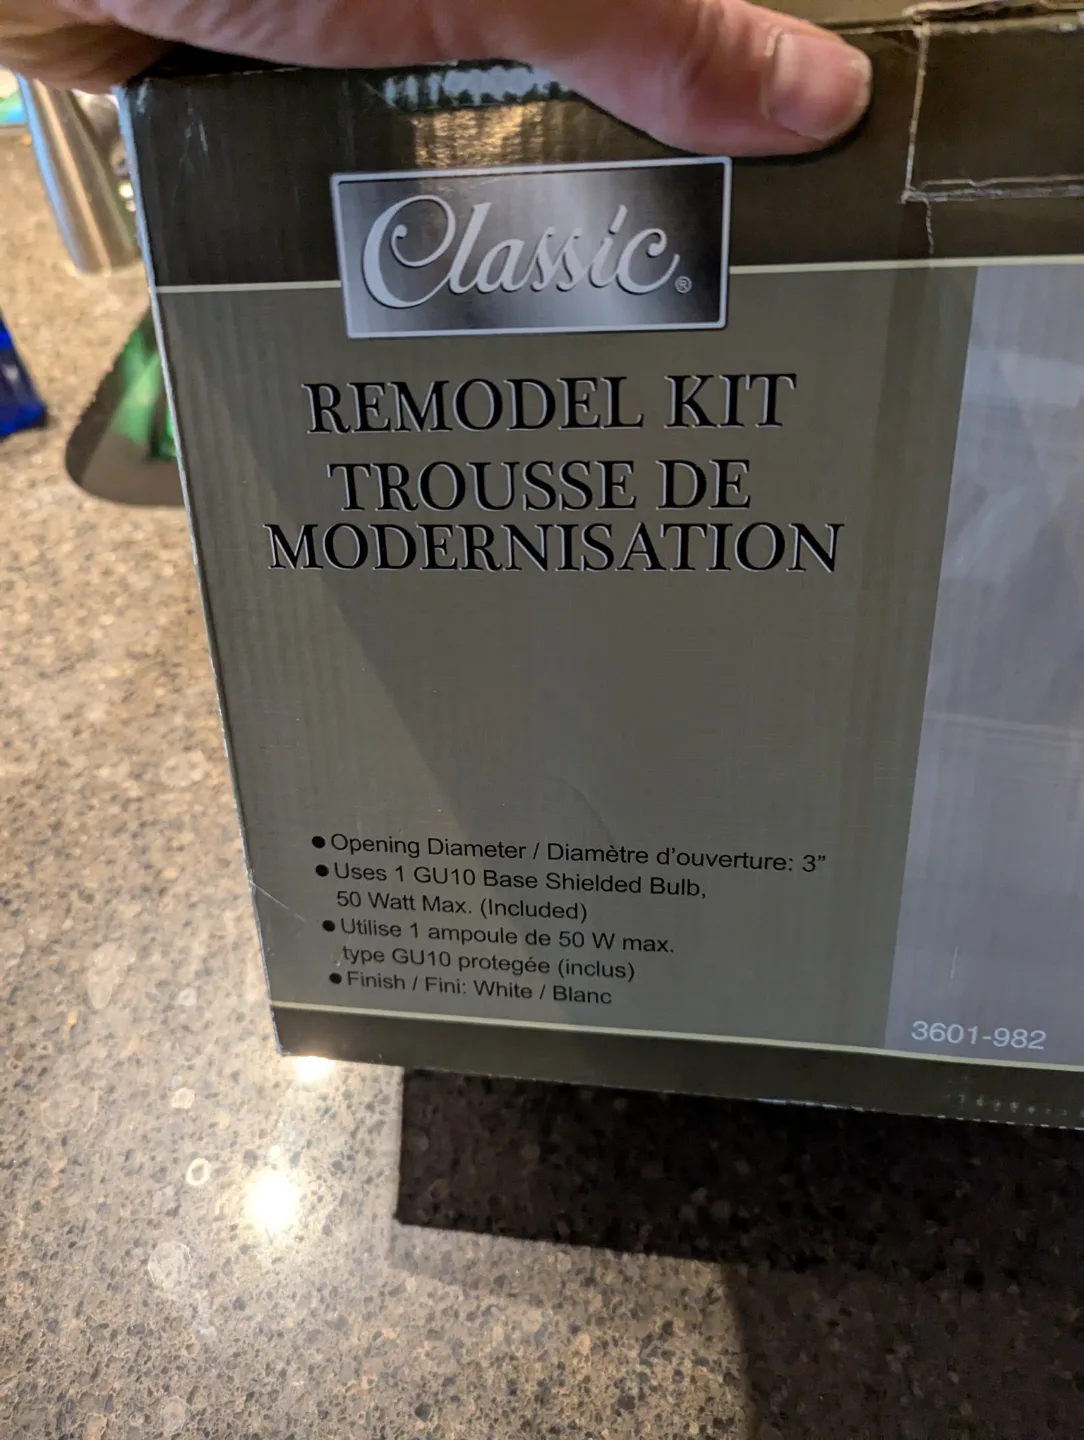 Classic®
REMODEL KIT
TROUSSE DE
MODERNISATION
● Opening Diameter / Diamètre d'ouverture: 3”
● Uses 1 GU10 Base Shielded Bulb,
50 Watt Max. (Included)
● Utilise 1 ampoule de 50 W max.
type GU10 protegée (inclus)
● Finish / Fini: White / Blanc
3601-982